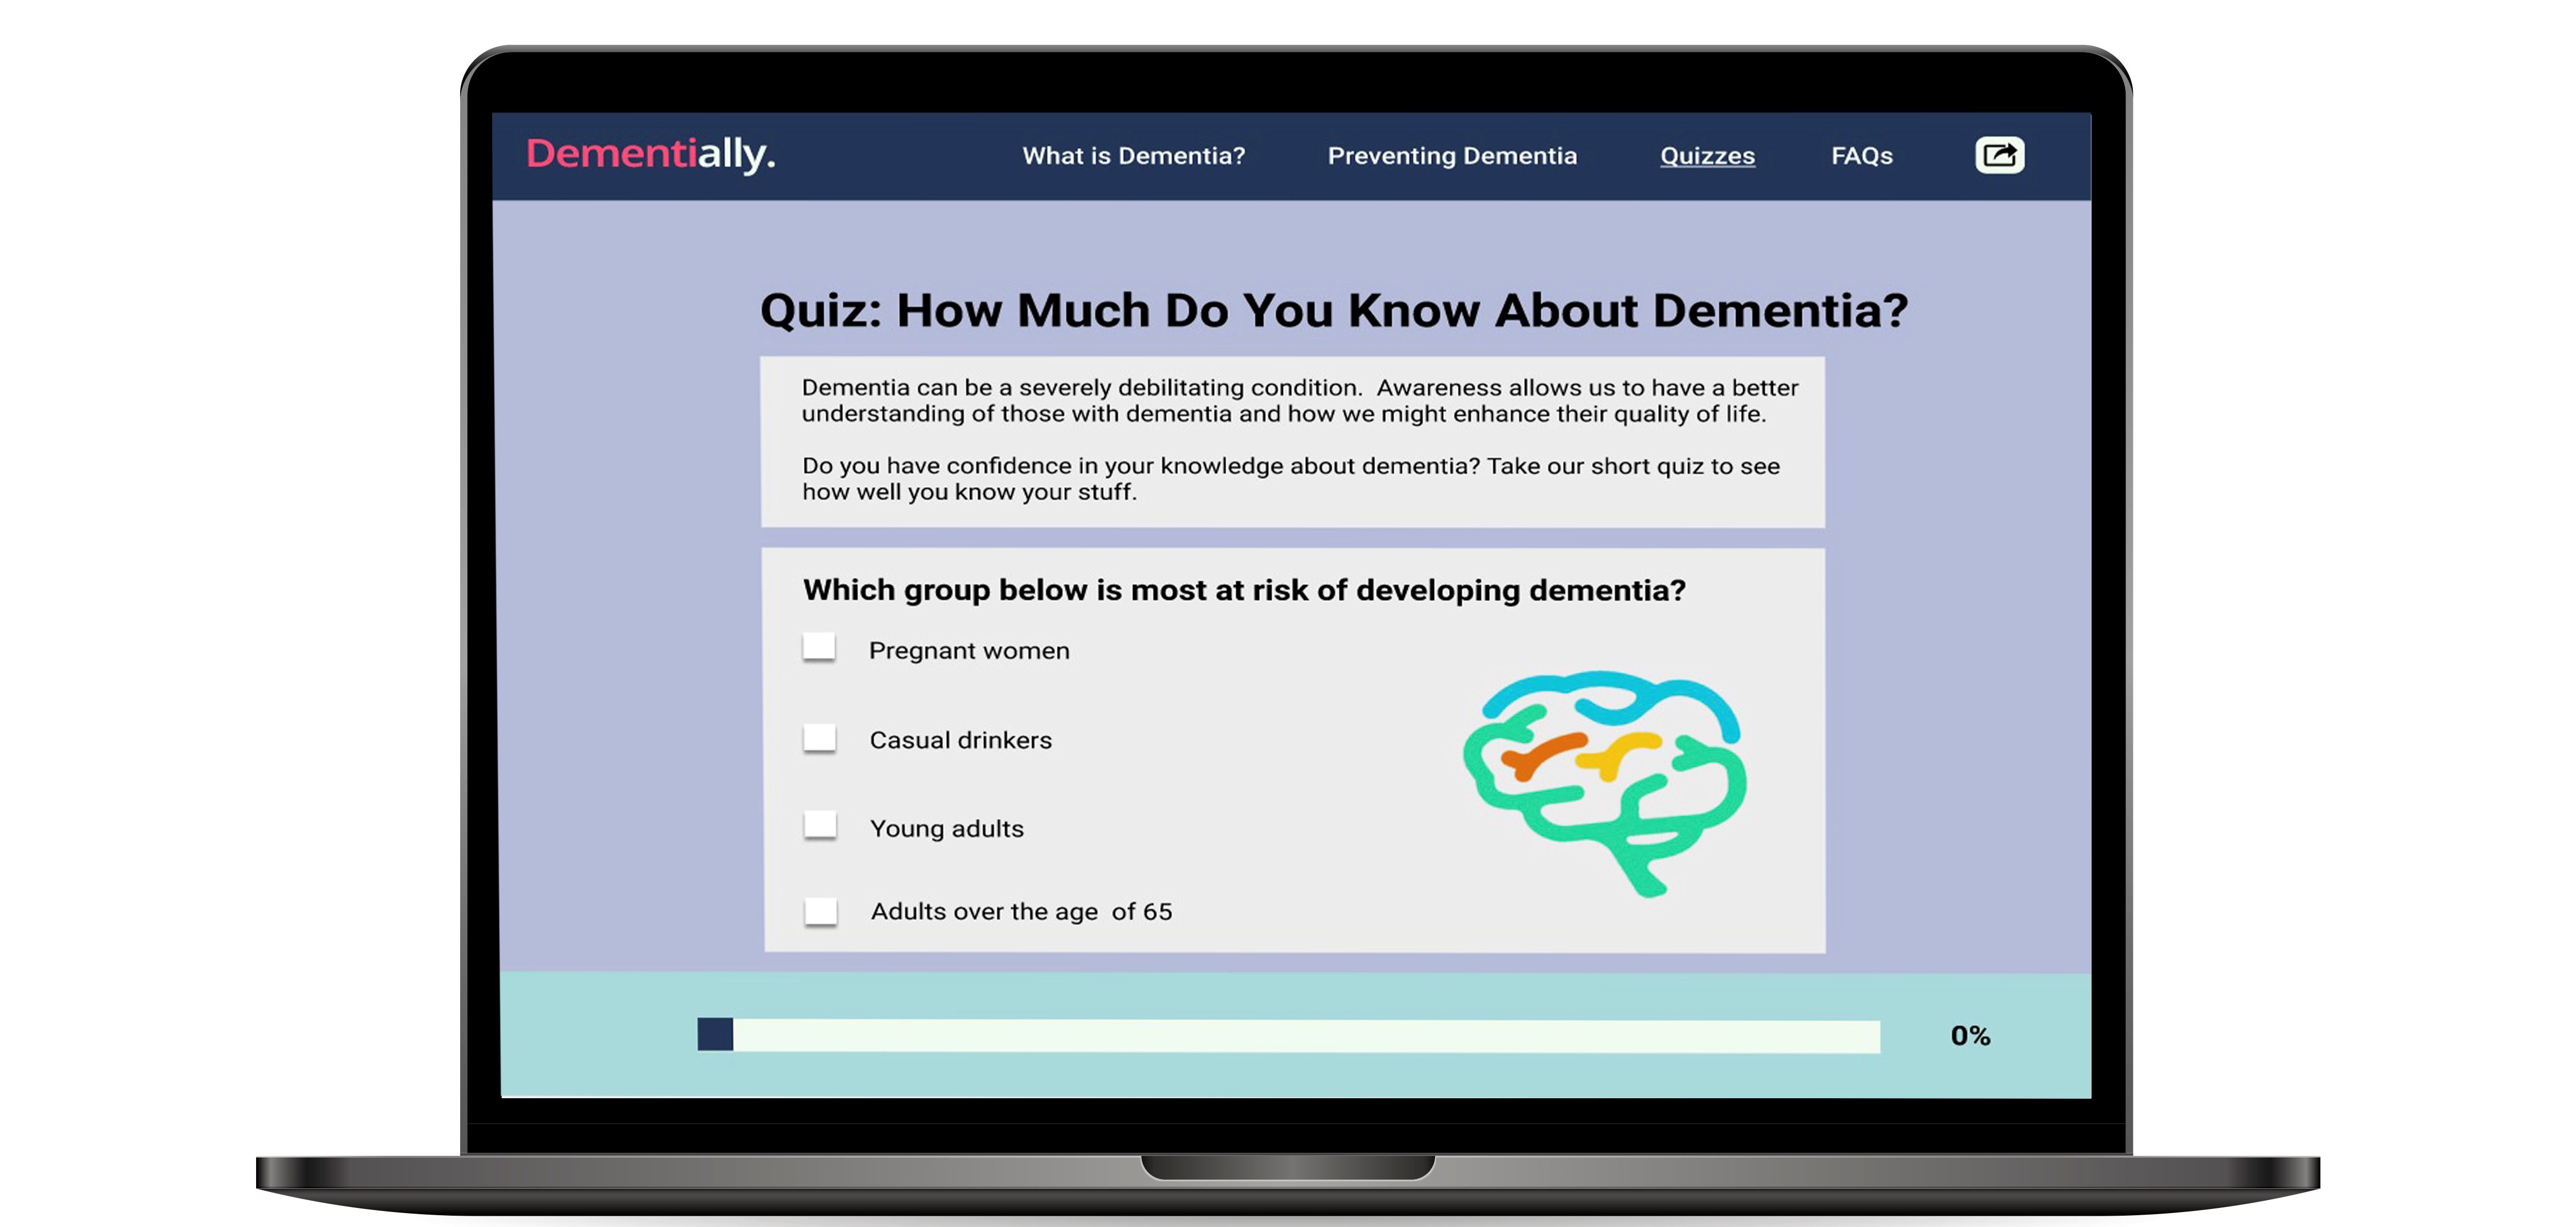 Dementially.
What is Dementia?
Preventing Dementia
Quizzes
FAQs
Quiz: How Much Do You Know About Dementia?
Dementia can be a severely debilitating condition.  Awareness allows us to have a better
understanding of those with dementia and how we might enhance their quality of life.
Do you have confidence in your knowledge about dementia? Take our short quiz to see
how well you know your stuff.
Which group below is most at risk of developing dementia?
Pregnant women
Casual drinkers
Young adults
Adults over the age  of 65
0%